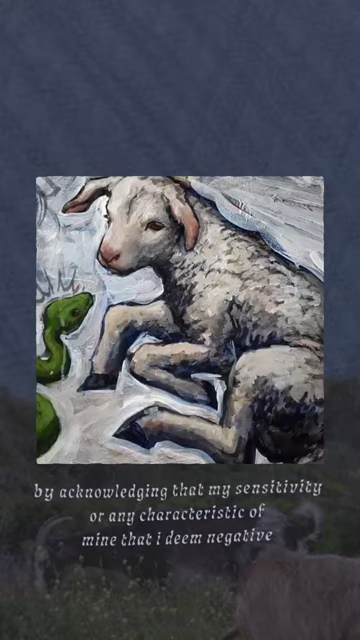 by acknowledging that my sensitivity
or any characteristic of
mine that i deem negative